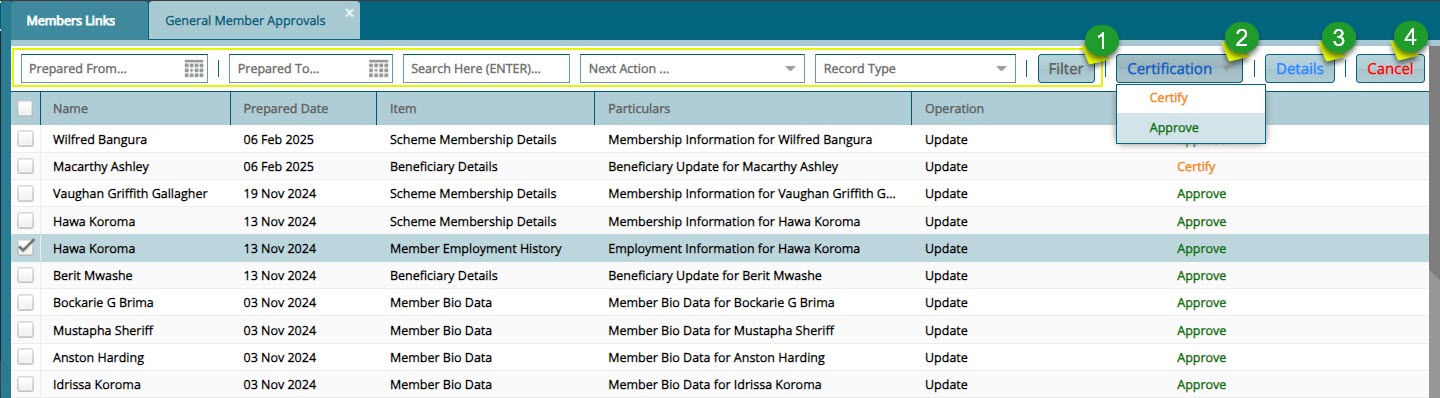 Members Links General Member Approvals ×
1 2 3 4
Prepared From... Prepared To... Search Here (ENTER)... Next Action ... Record Type Filter Certification Details Cancel
Certify
Approve
Name Prepared Date Item Particulars Operation
Wilfred Bangura 06 Feb 2025 Scheme Membership Details Membership Information for Wilfred Bangura Update
Macarthy Ashley 06 Feb 2025 Beneficiary Details Beneficiary Update for Macarthy Ashley Update Certify
Vaughan Griffith Gallagher 19 Nov 2024 Scheme Membership Details Membership Information for Vaughan Griffith G... Update Approve
Hawa Koroma 13 Nov 2024 Scheme Membership Details Membership Information for Hawa Koroma Update Approve
Hawa Koroma 13 Nov 2024 Member Employment History Employment Information for Hawa Koroma Update Approve
Berit Mwashe 13 Nov 2024 Beneficiary Details Beneficiary Update for Berit Mwashe Update Approve
Bockarie G Brima 03 Nov 2024 Member Bio Data Member Bio Data for Bockarie G Brima Update Approve
Mustapha Sheriff 03 Nov 2024 Member Bio Data Member Bio Data for Mustapha Sheriff Update Approve
Anston Harding 03 Nov 2024 Member Bio Data Member Bio Data for Anston Harding Update Approve
Idrissa Koroma 03 Nov 2024 Member Bio Data Member Bio Data for Idrissa Koroma Update Approve